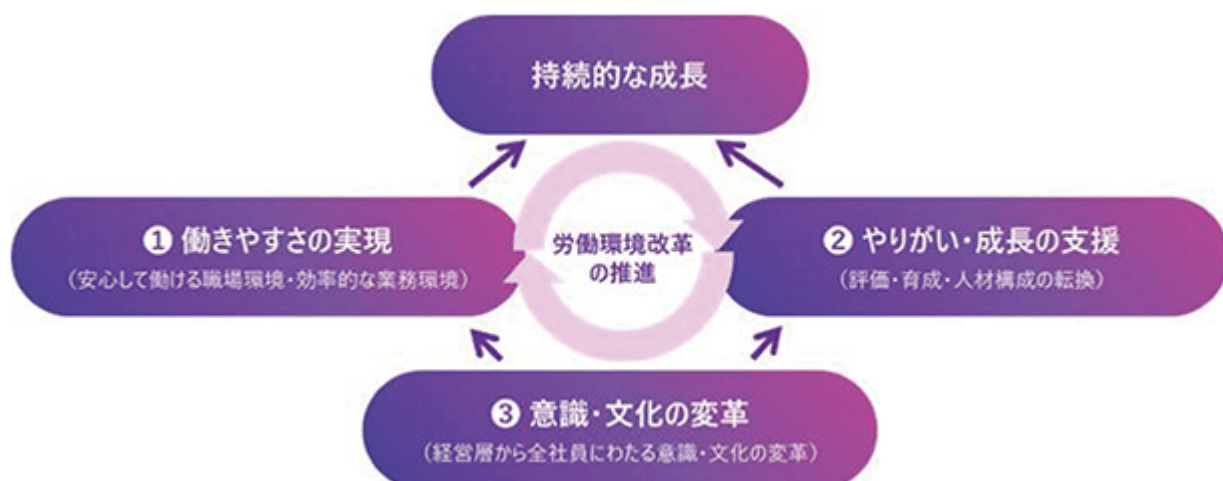 持続的な成長
❶ 働きやすさの実現
（安心して働ける職場環境・効率的な業務環境）
労働環境改革
の推進
❷ やりがい・成長の支援
（評価・育成・人材構成の転換）
❸ 意識・文化の変革
（経営層から全社員にわたる意識・文化の変革）